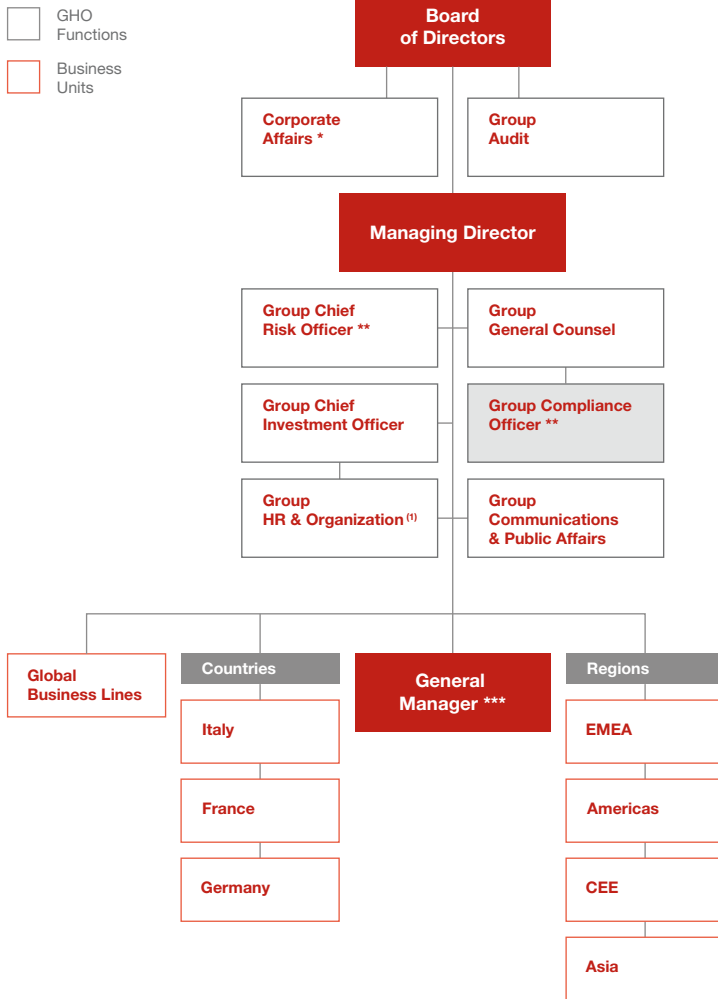 GHO
Functions
Business
Units
Board
of Directors
Corporate
Affairs *
Group
Audit
Managing Director
Group Chief
Risk Officer **
Group
General Counsel
Group Chief
Investment Officer
Group Compliance
Officer **
Group
HR & Organization (1)
Group
Communications
& Public Affairs
Global
Business Lines
Countries
General
Manager ***
Regions
Italy
EMEA
France
Americas
Germany
CEE
Asia